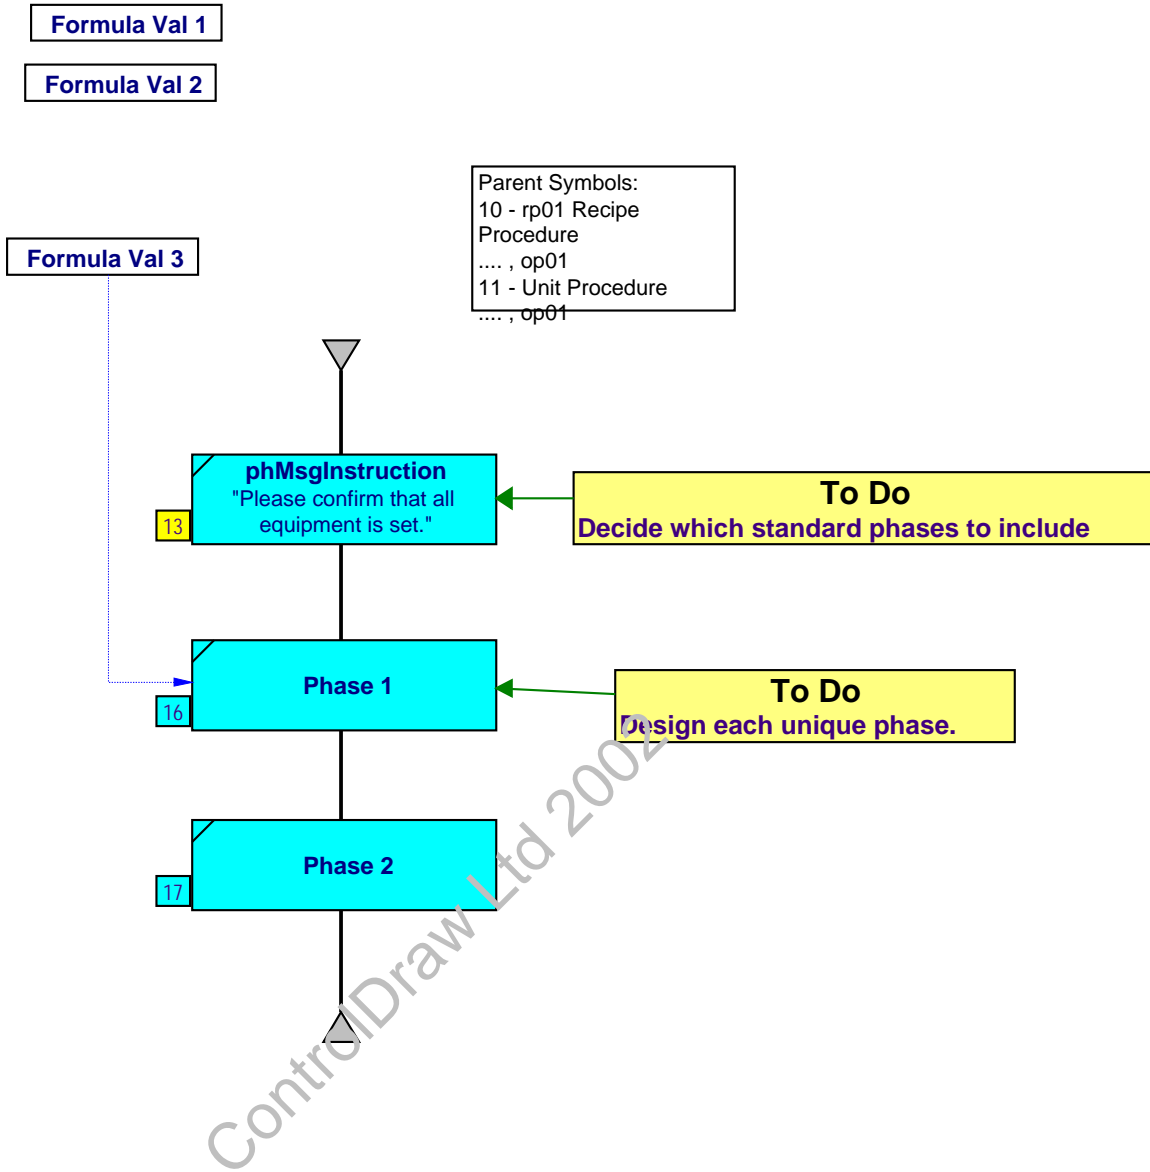 Formula Val 1
Formula Val 2
Parent Symbols:
10 - rp01 Recipe
Procedure
.... , op01
11 - Unit Procedure
.... , op01
Formula Val 3
phMsgInstruction
"Please confirm that all
equipment is set."
13
To Do
Decide which standard phases to include
Phase 1
16
To Do
Design each unique phase.
Phase 2
17
ControlDraw Ltd 2002